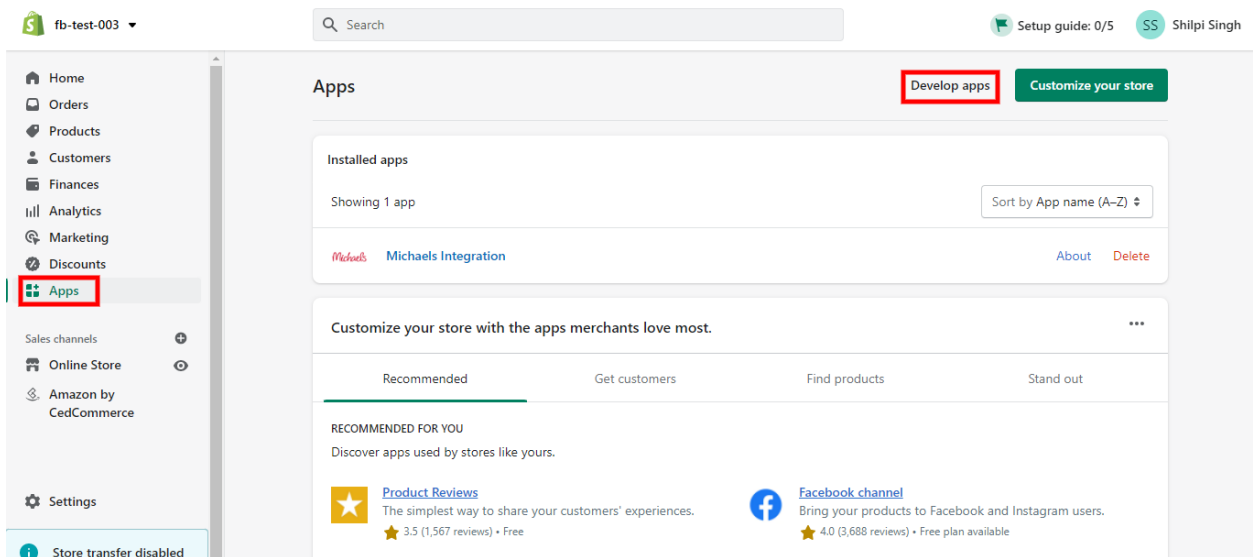 fb-test-003
Search
Setup guide: 0/5
SS
Shilpi Singh
Home
Orders
Products
Customers
Finances
Analytics
Marketing
Discounts
Apps
Sales channels
Online Store
Amazon by
CedCommerce
Settings
Store transfer disabled
Apps
Develop apps
Customize your store
Installed apps
Showing 1 app
Sort by App name (A–Z)
Michaels
Michaels Integration
About
Delete
Customize your store with the apps merchants love most.
Recommended
Get customers
Find products
Stand out
RECOMMENDED FOR YOU
Discover apps used by stores like yours.
Product Reviews
The simplest way to share your customers' experiences.
3.5 (1,567 reviews) • Free
Facebook channel
Bring your products to Facebook and Instagram users.
4.0 (3,688 reviews) • Free plan available